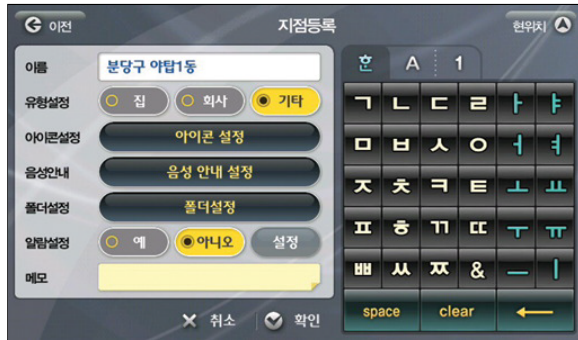 이전 지점등록 현위치
이름 분당구 야탑1동
유형설정 집 회사 기타
아이콘설정 아이콘 설정
음성안내 음성 안내 설정
폴더설정 폴더설정
알람설정 예 아니오 설정
메모
취소 확인
한 A 1
ㄱ ㄴ ㄷ ㄹ ㅏ ㅑ
ㅁ ㅂ ㅅ ㅇ ㅓ ㅕ
ㅈ ㅊ ㅋ ㅌ ㅗ ㅛ
ㅍ ㅎ ㄲ ㄸ ㅜ ㅠ
ㅃ ㅆ ㅉ & ㅡ ㅣ
space clear ←